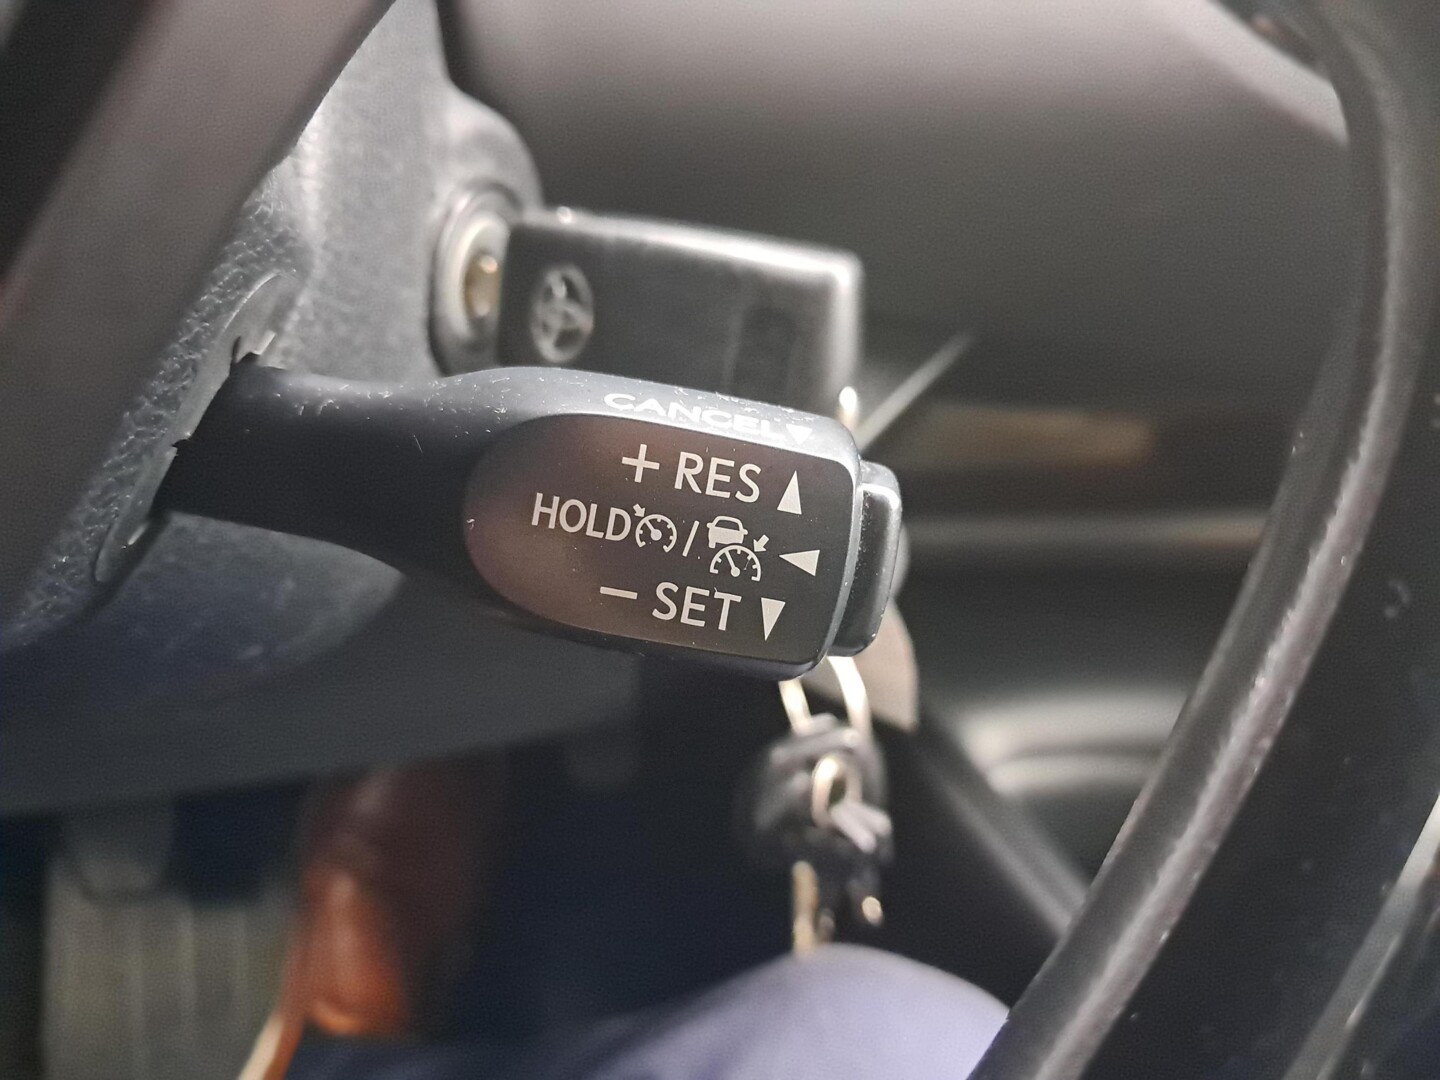 CANCEL▼
+ RES ▲
HOLD / ◀
− SET ▼